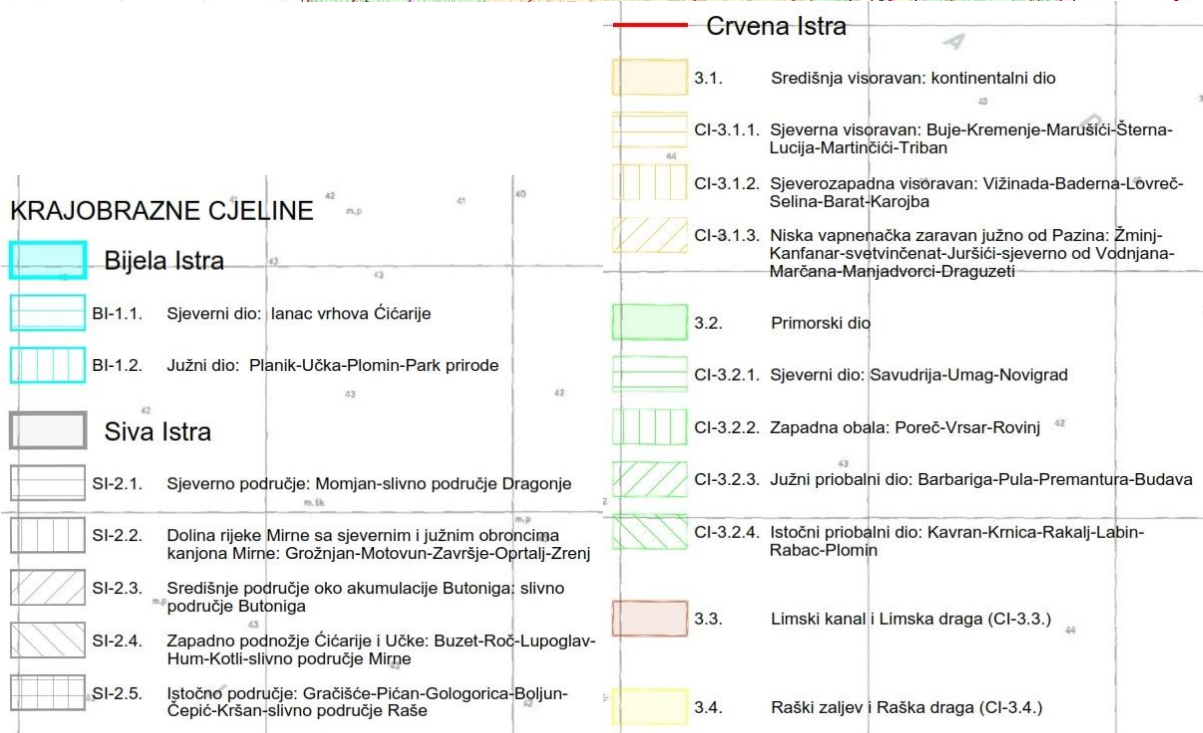 KRAJOBRAZNE CJELINE
Bijela Istra
BI-1.1. Sjeverni dio: lanac vrhova Ćićarije
BI-1.2. Južni dio: Planik-Učka-Plomin-Park prirode
Siva Istra
SI-2.1. Sjeverno područje: Momjan-slivno područje Dragonje
SI-2.2. Dolina rijeke Mirne sa sjevernim i južnim obroncima
kanjona Mirne: Grožnjan-Motovun-Završje-Oprtalj-Zrenj
SI-2.3. Središnje područje oko akumulacije Butoniga: slivno
područje Butoniga
SI-2.4. Zapadno podnožje Ćićarije i Učke: Buzet-Roč-Lupoglav-
Hum-Kotli-slivno područje Mirne
SI-2.5. Istočno područje: Gračišće-Pićan-Gologorica-Boljun-
Čepić-Kršan-slivno područje Raše
Crvena Istra
3.1. Središnja visoravan: kontinentalni dio
CI-3.1.1. Sjeverna visoravan: Buje-Kremenje-Marušići-Šterna-
Lucija-Martinčići-Triban
CI-3.1.2. Sjeverozapadna visoravan: Vižinada-Baderna-Lovreč-
Selina-Barat-Karojba
CI-3.1.3. Niska vapnenačka zaravan južno od Pazina: Žminj-
Kanfanar-svetvinčenat-Juršići-sjeverno od Vodnjana-
Marčana-Manjadvorci-Draguzeti
3.2. Primorski dio
CI-3.2.1. Sjeverni dio: Savudrija-Umag-Novigrad
CI-3.2.2. Zapadna obala: Poreč-Vrsar-Rovinj
CI-3.2.3. Južni priobalni dio: Barbariga-Pula-Premantura-Budava
CI-3.2.4. Istočni priobalni dio: Kavran-Krnica-Rakalj-Labin-
Rabac-Plomin
3.3. Limski kanal i Limska draga (CI-3.3.)
3.4. Raški zaljev i Raška draga (CI-3.4.)